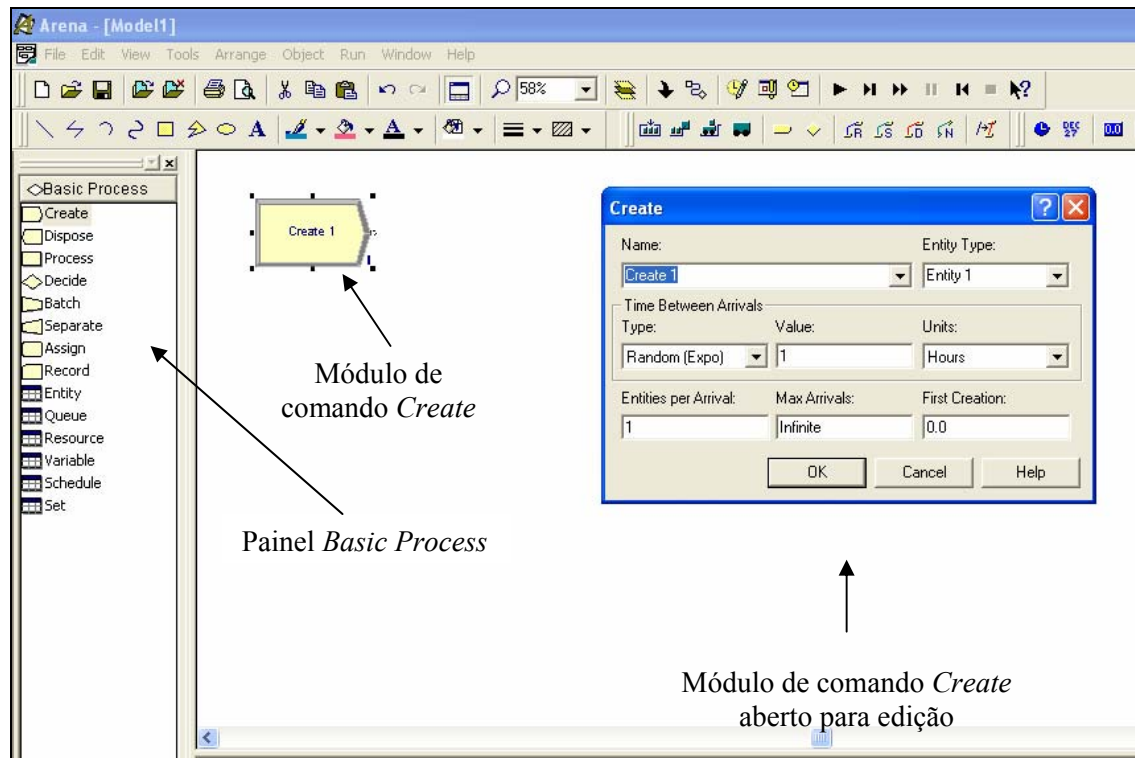 Arena - [Model1]
File Edit View Tools Arrange Object Run Window Help
58%
Basic Process
Create
Dispose
Process
Decide
Batch
Separate
Assign
Record
Entity
Queue
Resource
Variable
Schedule
Set
Create 1
Módulo de
comando Create
Painel Basic Process
Create
Name:
Entity Type:
Create 1
Entity 1
Time Between Arrivals
Type:
Value:
Units:
Random (Expo)
1
Hours
Entities per Arrival:
Max Arrivals:
First Creation:
1
Infinite
0.0
OK
Cancel
Help
Módulo de comando Create
aberto para edição